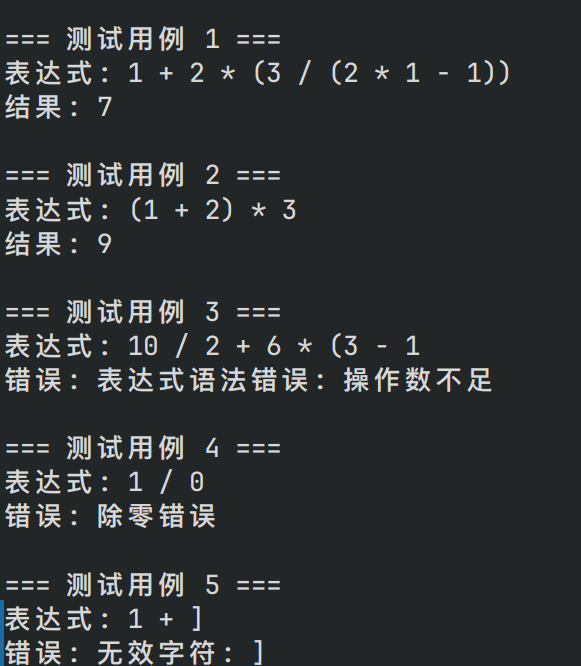 === 测试用例 1 ===
表达式: 1 + 2 * (3 / (2 * 1 - 1))
结果: 7
=== 测试用例 2 ===
表达式: (1 + 2) * 3
结果: 9
=== 测试用例 3 ===
表达式: 10 / 2 + 6 * (3 - 1
错误: 表达式语法错误: 操作数不足
=== 测试用例 4 ===
表达式: 1 / 0
错误: 除零错误
=== 测试用例 5 ===
表达式: 1 + ]
错误: 无效字符: ]